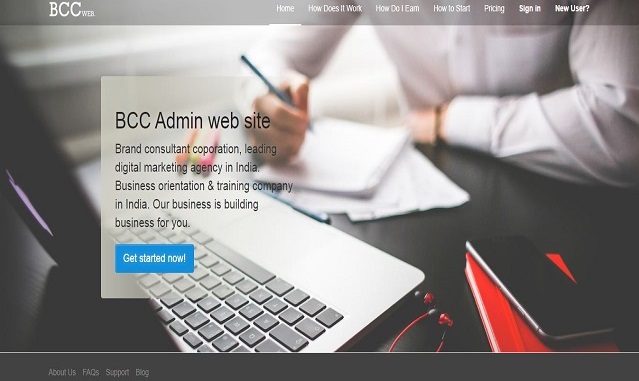 BCC WEB.
Home How Does It Work How Do I Earn How to Start Pricing Sign in New User?
BCC Admin web site
Brand consultant coporation, leading
digital marketing agency in India.
Business orientation & training company
in India. Our business is building
business for you.
Get started now!
About Us FAQs Support Blog